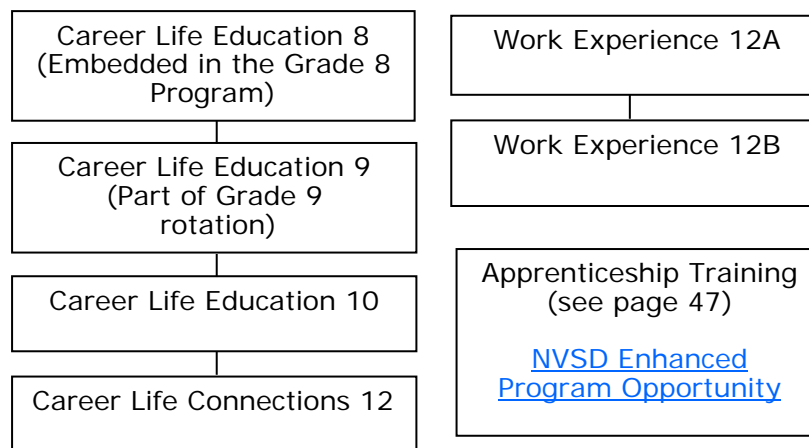 Career Life Education 8
(Embedded in the Grade 8
Program)
Career Life Education 9
(Part of Grade 9
rotation)
Career Life Education 10
Career Life Connections 12
Work Experience 12A
Work Experience 12B
Apprenticeship Training
(see page 47)
NVSD Enhanced
Program Opportunity